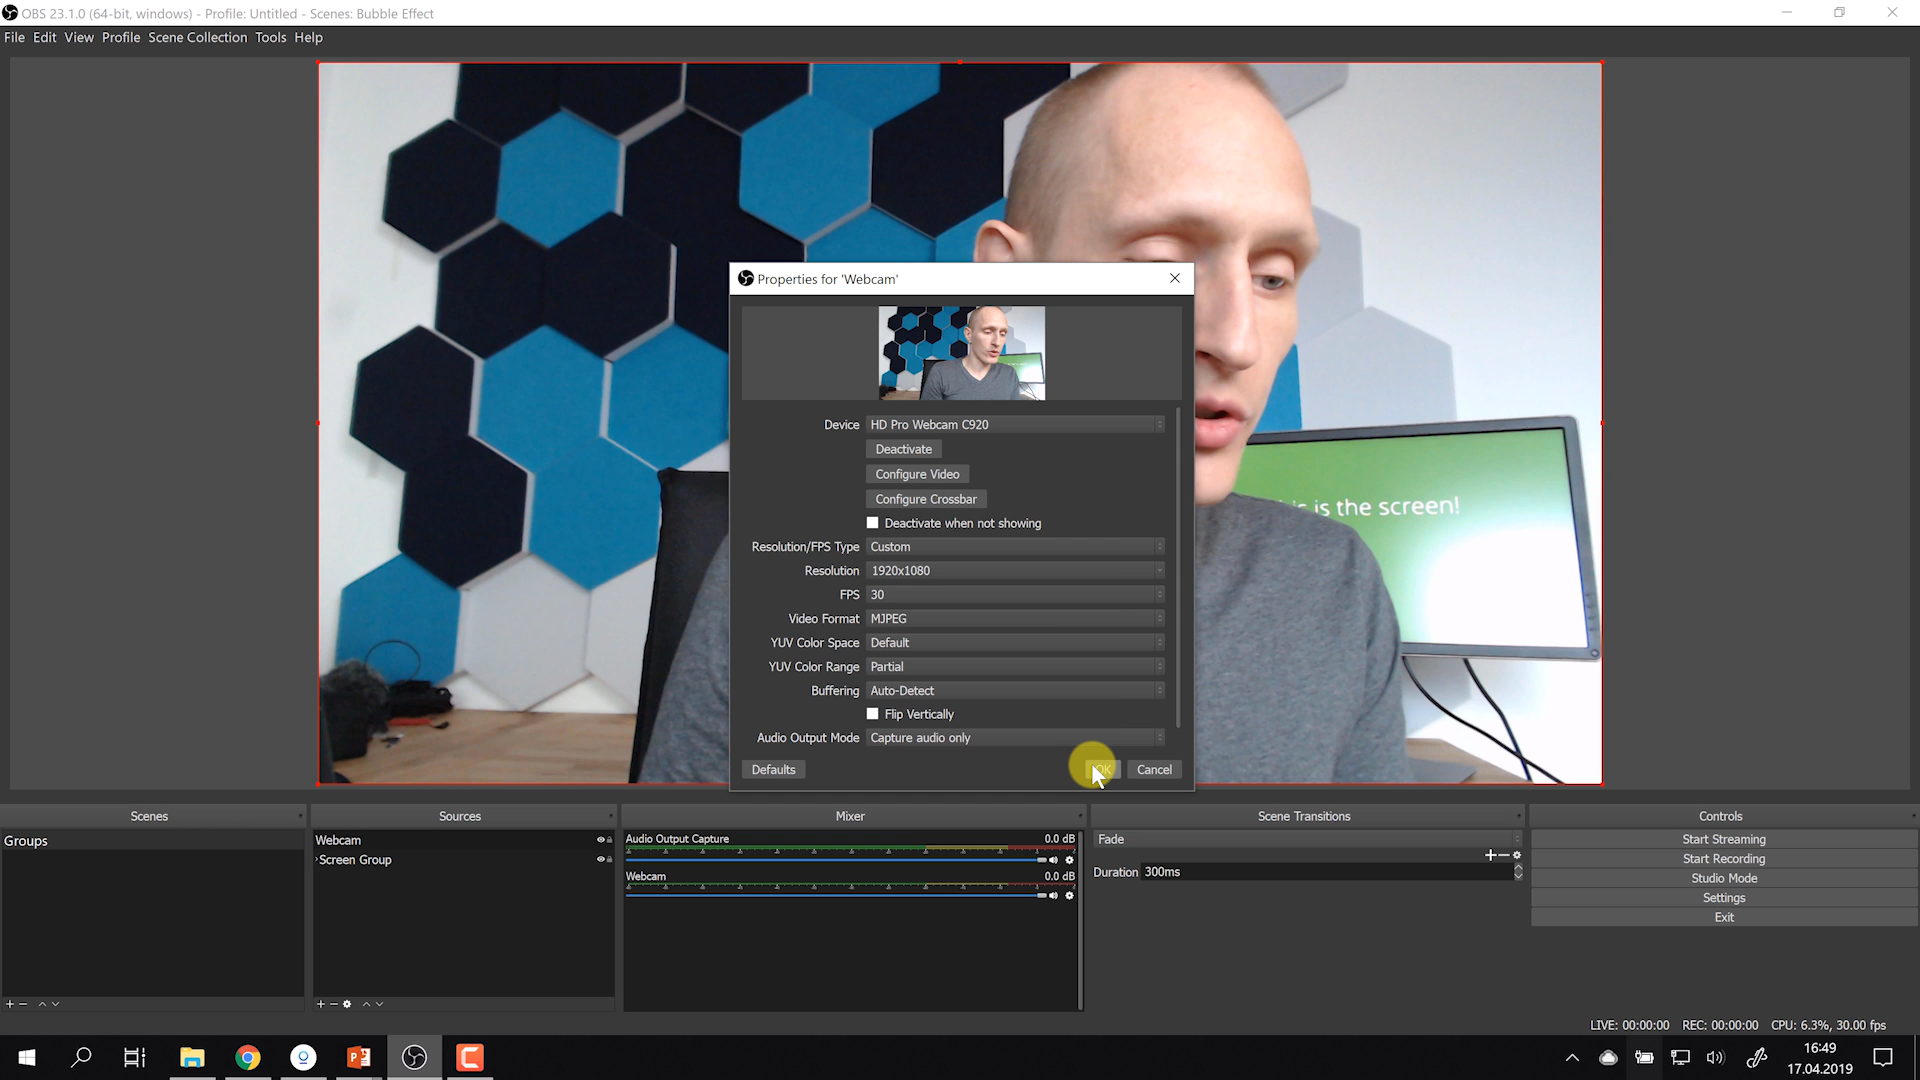 OBS 23.1.0 (64-bit, windows) - Profile: Untitled - Scenes: Bubble Effect
File Edit View Profile Scene Collection Tools Help
Properties for 'Webcam'
Device HD Pro Webcam C920
Deactivate
Configure Video
Configure Crossbar
Deactivate when not showing
Resolution/FPS Type Custom
Resolution 1920x1080
FPS 30
Video Format MJPEG
YUV Color Space Default
YUV Color Range Partial
Buffering Auto-Detect
Flip Vertically
Audio Output Mode Capture audio only
Defaults OK Cancel
is the screen!
Scenes
Groups
Sources
Webcam
Screen Group
Mixer
Audio Output Capture 0.0 dB
Webcam 0.0 dB
Scene Transitions
Fade
Duration 300ms
Controls
Start Streaming
Start Recording
Studio Mode
Settings
Exit
LIVE: 00:00:00 REC: 00:00:00 CPU: 6.3%, 30.00 fps
16:49
17.04.2019